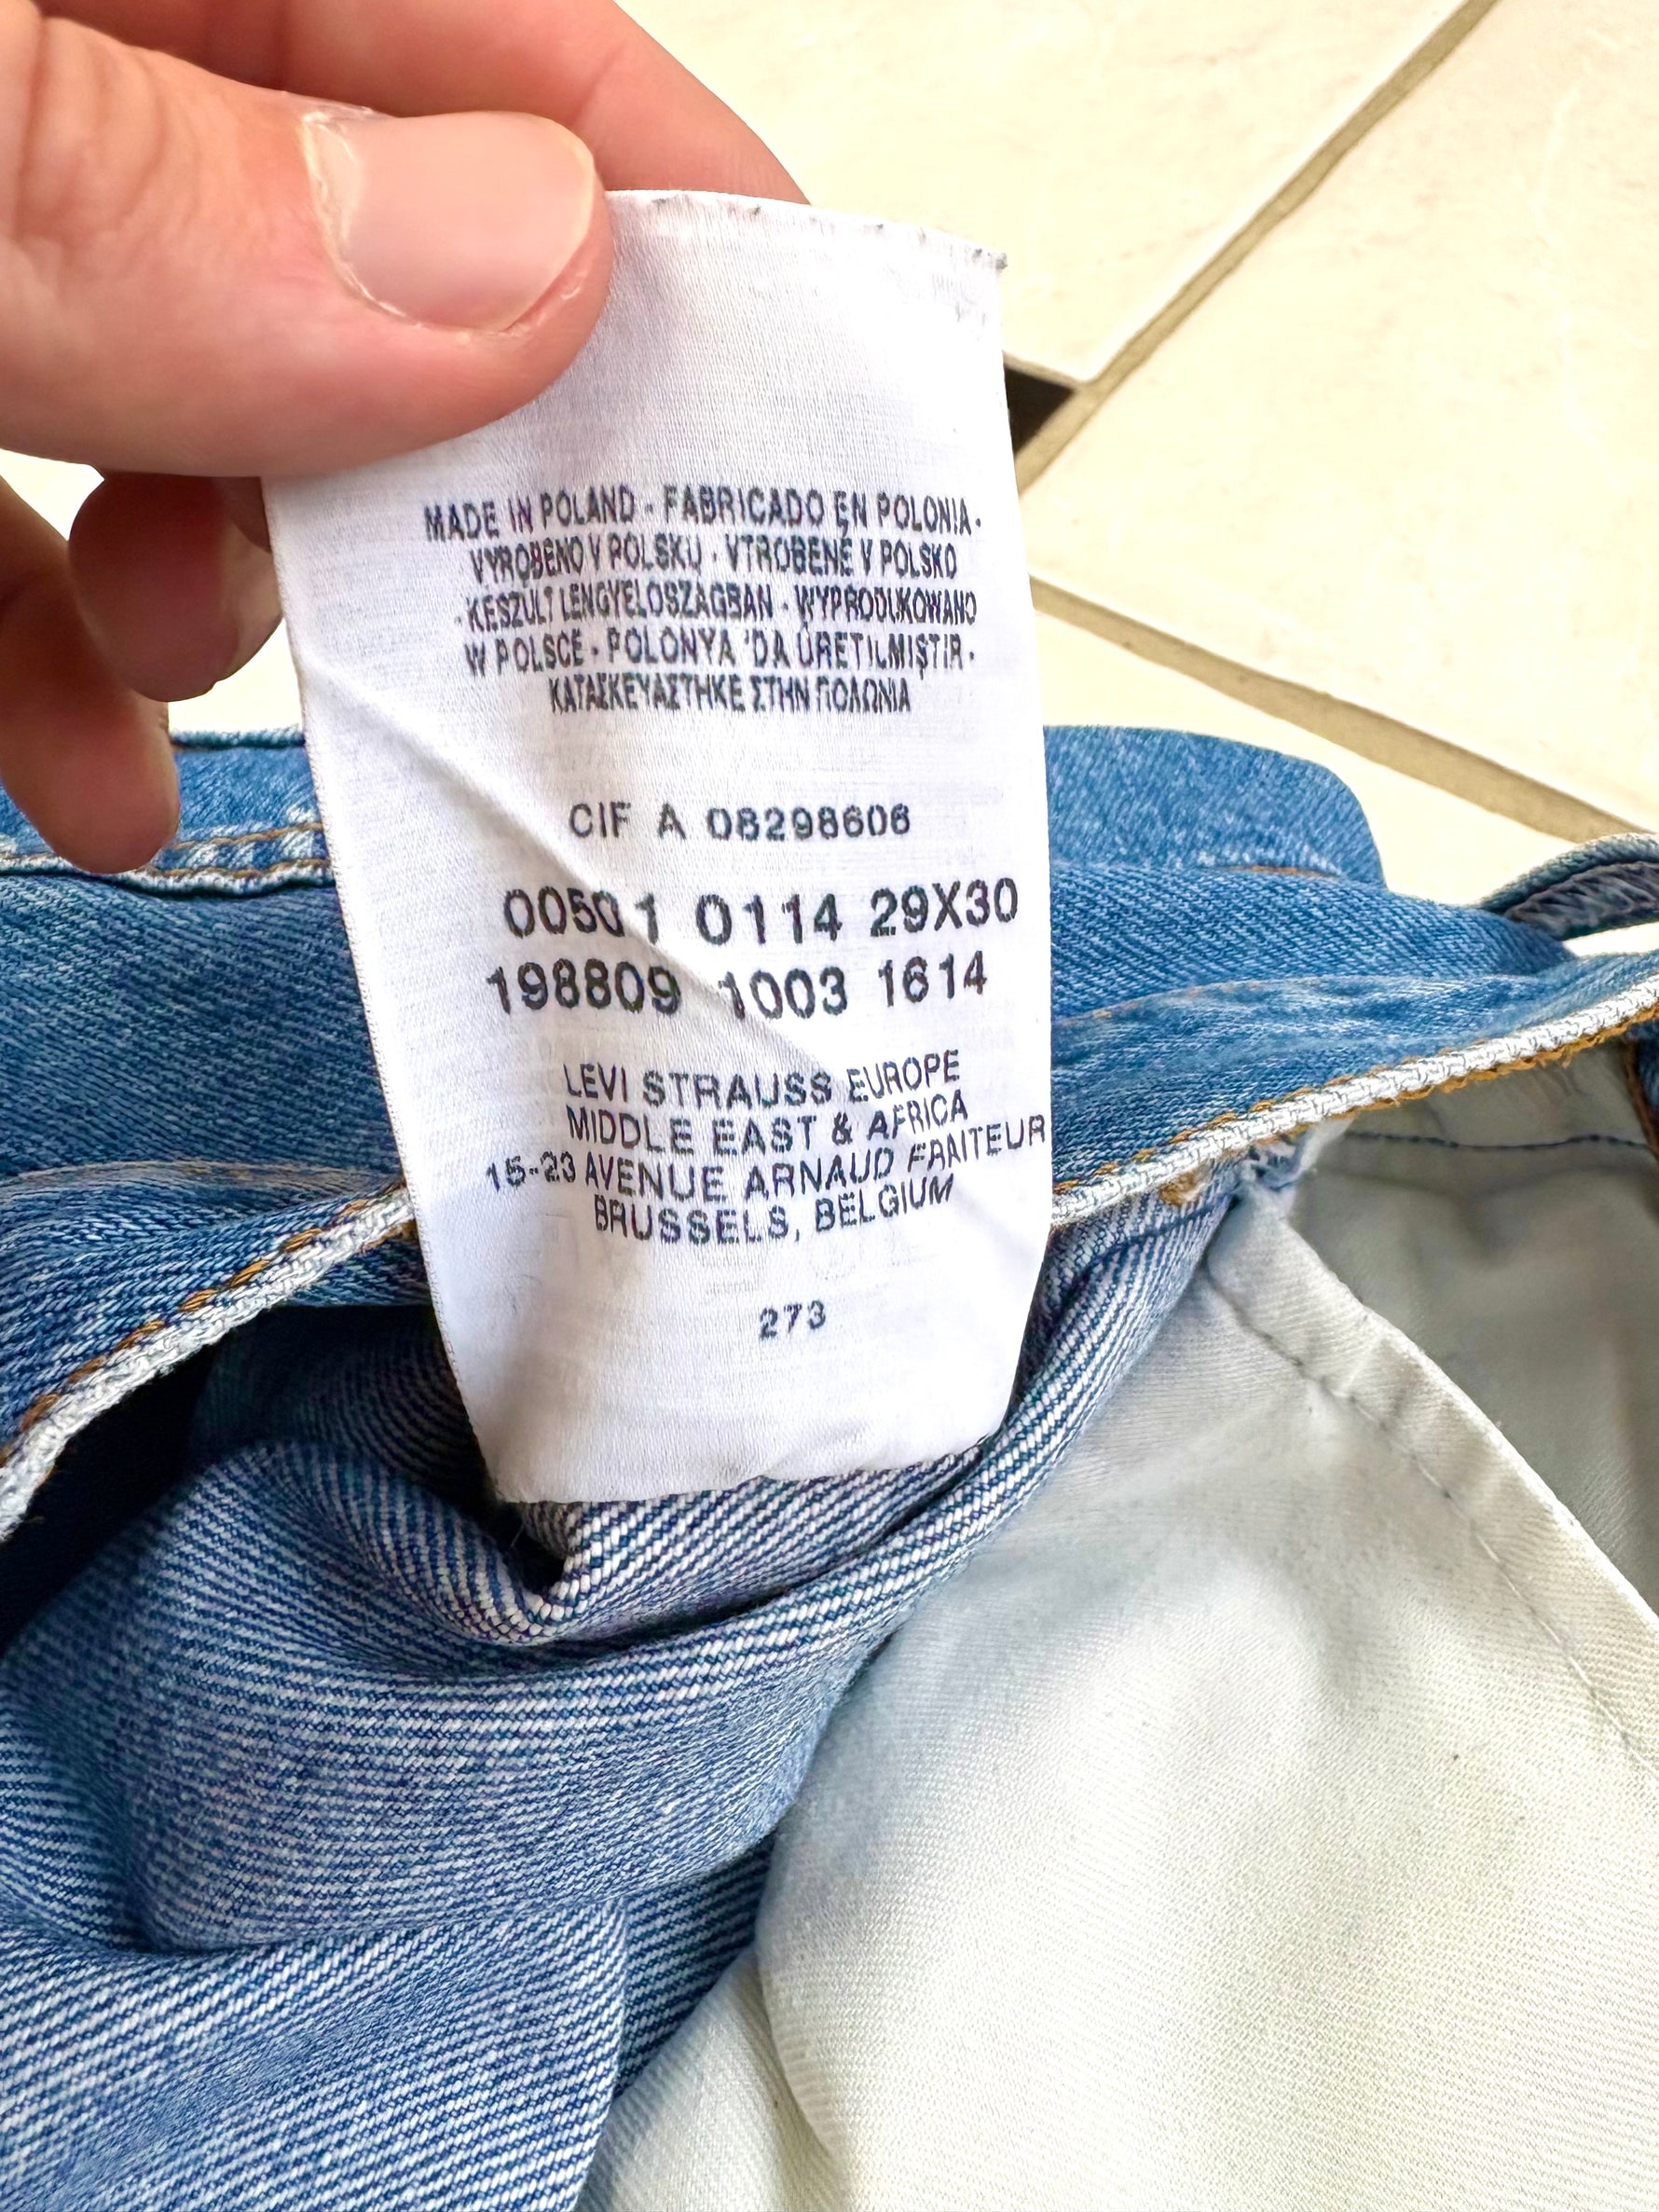 MADE IN POLAND - FABRICADO EN POLONIA -
VYROBENO V POLSKU - VTROBENÉ V POLSKO
- KESZULT LENGYELOSZAGBAN - WYPRODUKOWANO
W POLSCE - POLONYA 'DA ÜRETILMIŞTIR -
ΚΑΤΑΣΚΕΥΑΣΤΗΚΕ ΣΤΗΝ ΠΟΛΩΝΙΑ
CIF A 08298606
00501 0114 29X30
198809 1003 1614
LEVI STRAUSS EUROPE
MIDDLE EAST & AFRICA
15-23 AVENUE ARNAUD FRAITEUR
BRUSSELS, BELGIUM
273